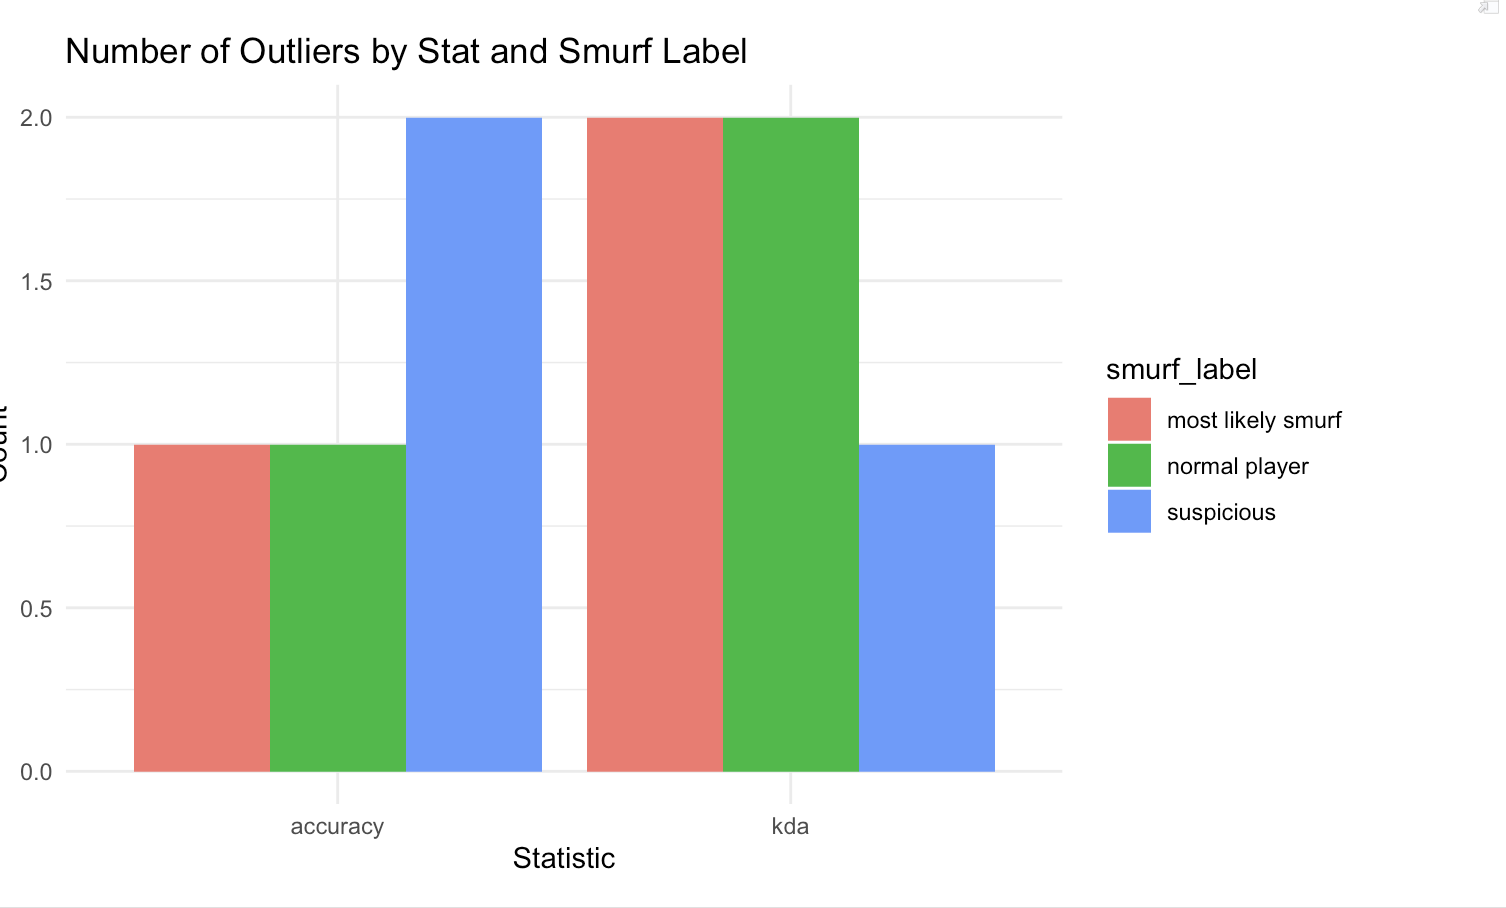 Number of Outliers by Stat and Smurf Label
2.0
1.5
1.0
0.5
0.0
Count
accuracy
kda
Statistic
smurf_label
most likely smurf
normal player
suspicious